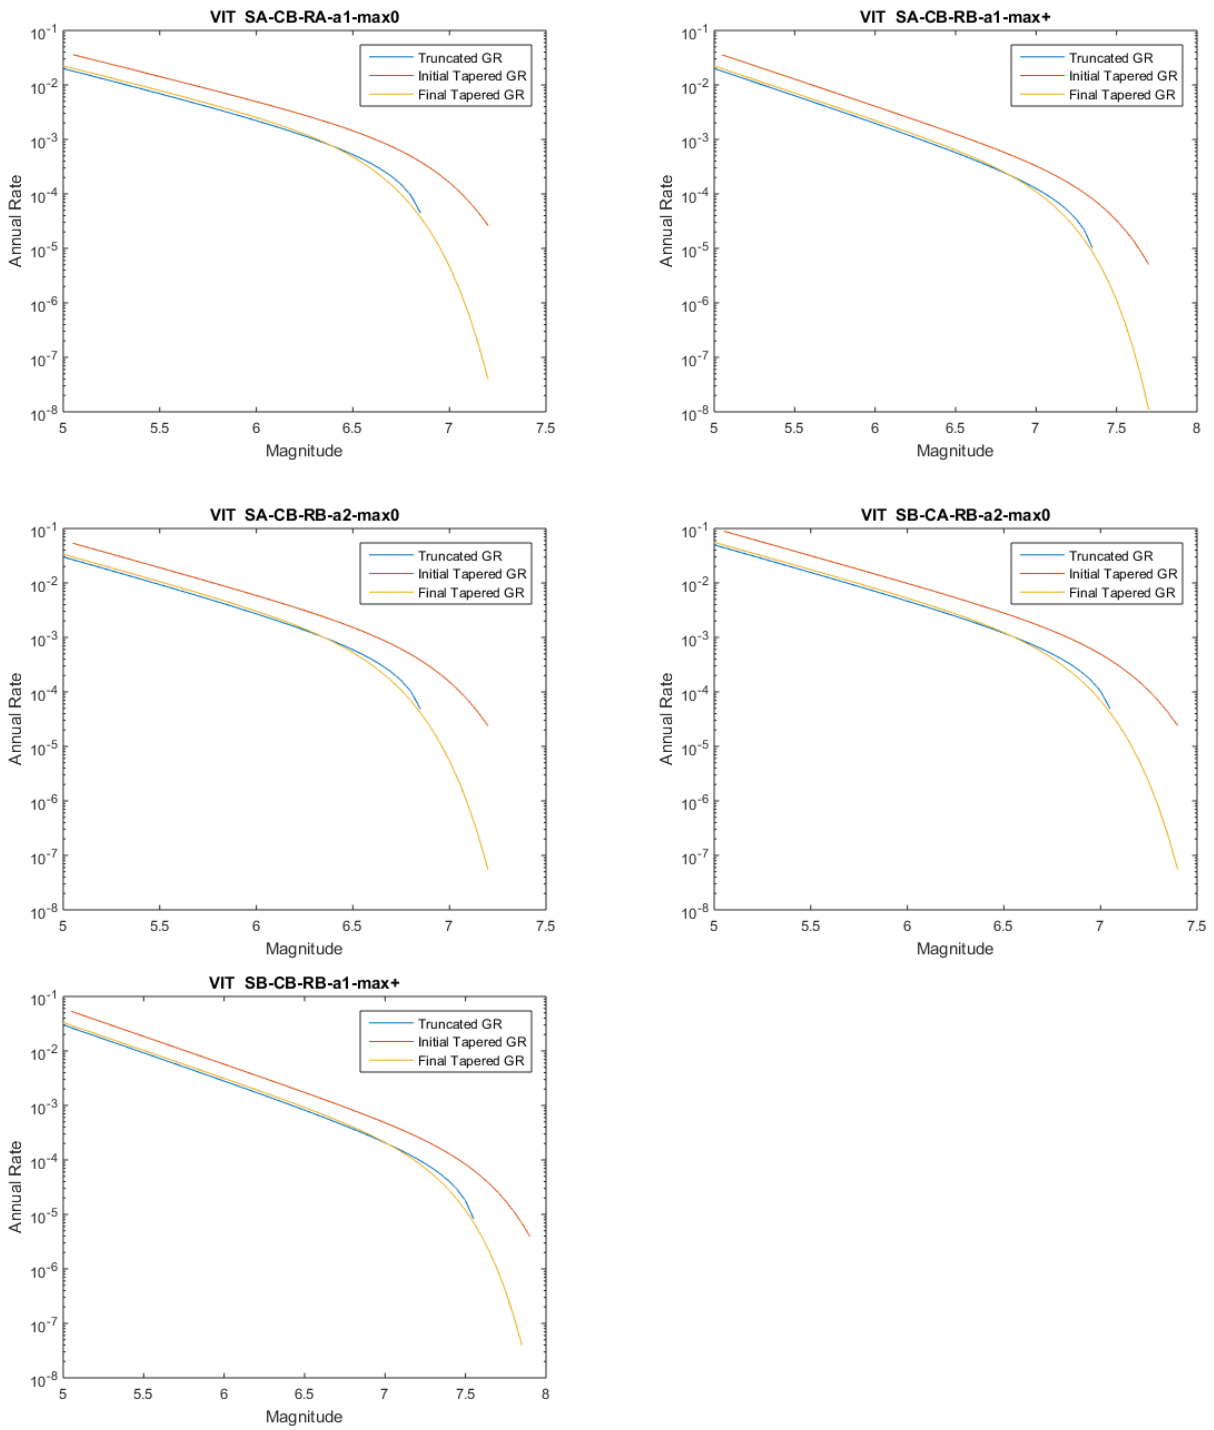 VIT  SA-CB-RA-a1-max0
Truncated GR
Initial Tapered GR
Final Tapered GR
10^-1
10^-2
10^-3
10^-4
10^-5
10^-6
10^-7
10^-8
Annual Rate
5 5.5 6 6.5 7 7.5
Magnitude
VIT  SA-CB-RB-a1-max+
Truncated GR
Initial Tapered GR
Final Tapered GR
10^-1
10^-2
10^-3
10^-4
10^-5
10^-6
10^-7
10^-8
Annual Rate
5 5.5 6 6.5 7 7.5 8
Magnitude
VIT  SA-CB-RB-a2-max0
Truncated GR
Initial Tapered GR
Final Tapered GR
10^-1
10^-2
10^-3
10^-4
10^-5
10^-6
10^-7
10^-8
Annual Rate
5 5.5 6 6.5 7 7.5
Magnitude
VIT  SB-CA-RB-a2-max0
Truncated GR
Initial Tapered GR
Final Tapered GR
10^-1
10^-2
10^-3
10^-4
10^-5
10^-6
10^-7
10^-8
Annual Rate
5 5.5 6 6.5 7 7.5
Magnitude
VIT  SB-CB-RB-a1-max+
Truncated GR
Initial Tapered GR
Final Tapered GR
10^-1
10^-2
10^-3
10^-4
10^-5
10^-6
10^-7
10^-8
Annual Rate
5 5.5 6 6.5 7 7.5 8
Magnitude